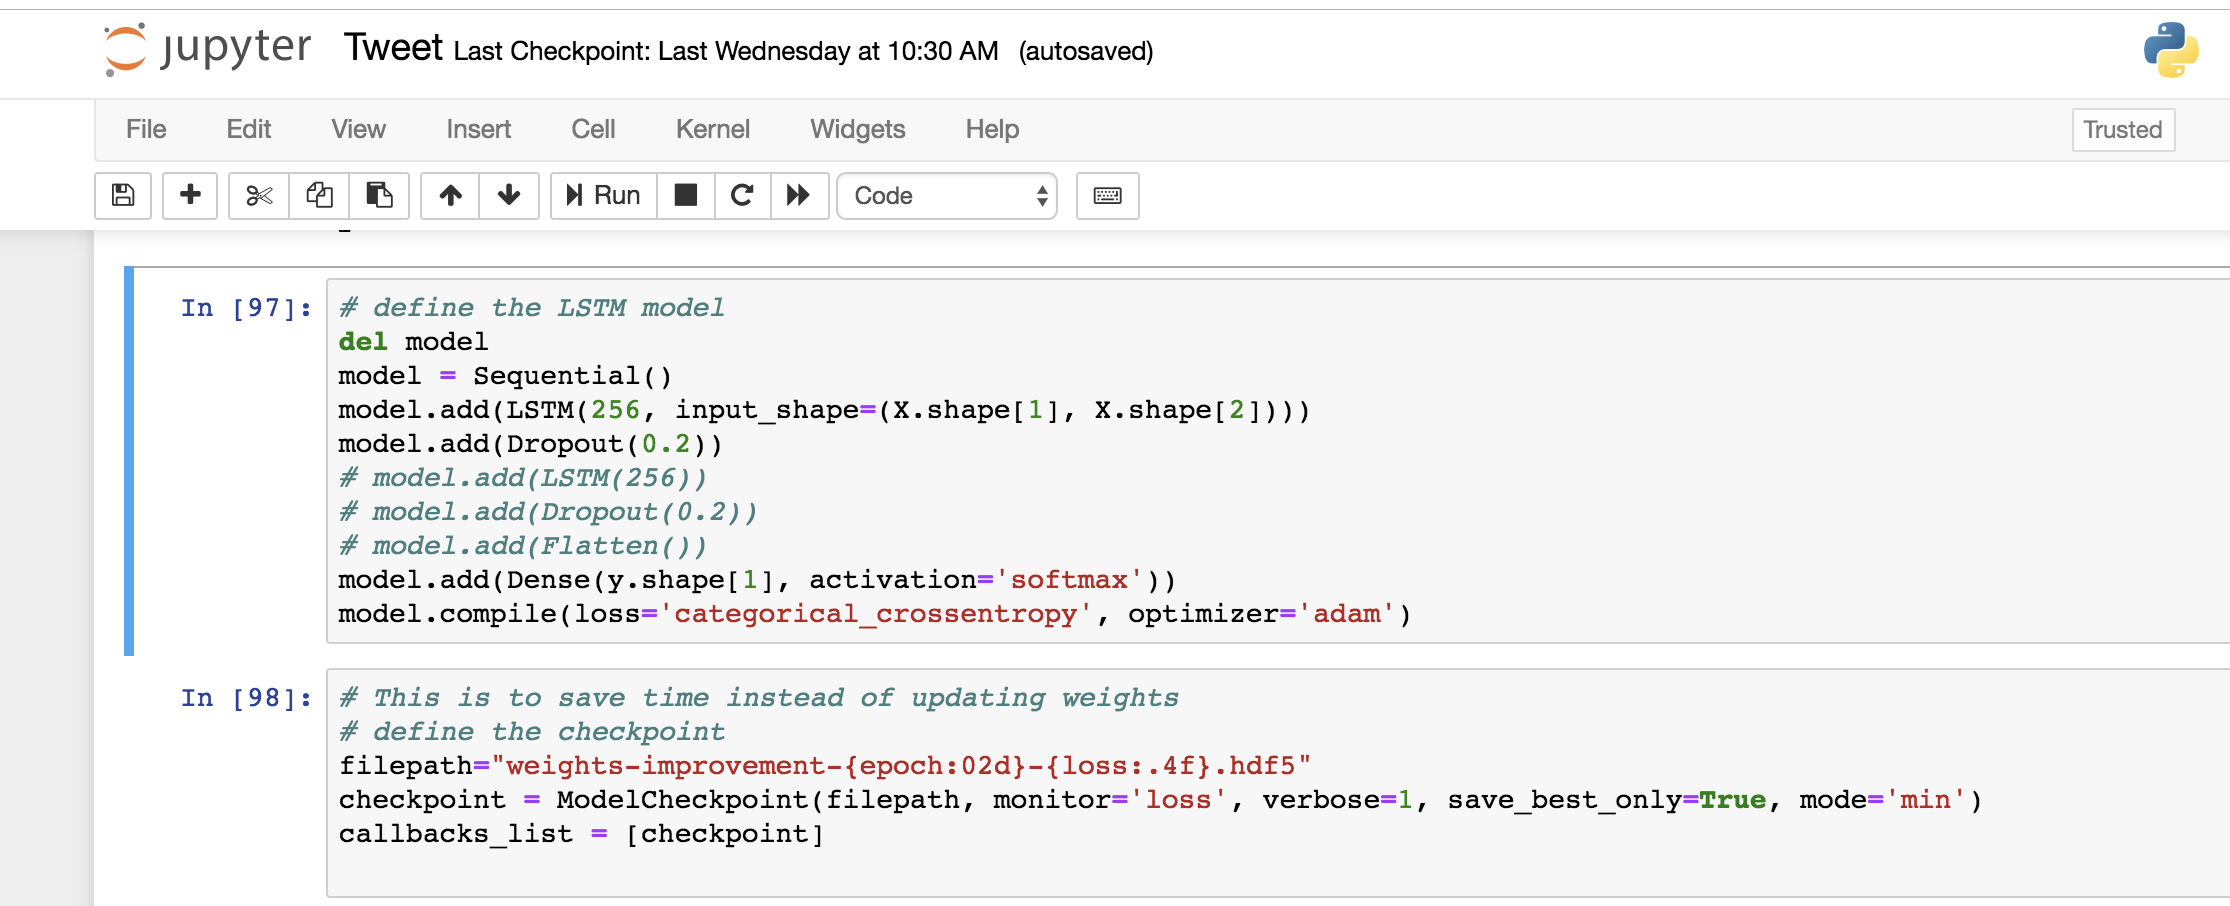 jupyter Tweet Last Checkpoint: Last Wednesday at 10:30 AM (autosaved)
File Edit View Insert Cell Kernel Widgets Help Trusted
Run Code
In [97]: # define the LSTM model
del model
model = Sequential()
model.add(LSTM(256, input_shape=(X.shape[1], X.shape[2])))
model.add(Dropout(0.2))
# model.add(LSTM(256))
# model.add(Dropout(0.2))
# model.add(Flatten())
model.add(Dense(y.shape[1], activation='softmax'))
model.compile(loss='categorical_crossentropy', optimizer='adam')
In [98]: # This is to save time instead of updating weights
# define the checkpoint
filepath="weights-improvement-{epoch:02d}-{loss:.4f}.hdf5"
checkpoint = ModelCheckpoint(filepath, monitor='loss', verbose=1, save_best_only=True, mode='min')
callbacks_list = [checkpoint]